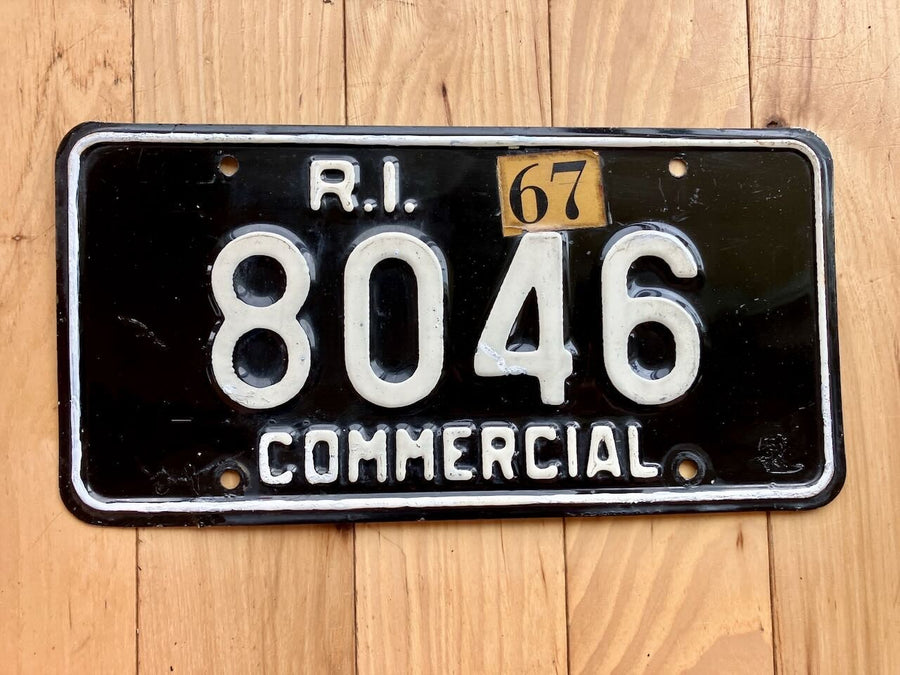 R.I. 67
8046
COMMERCIAL